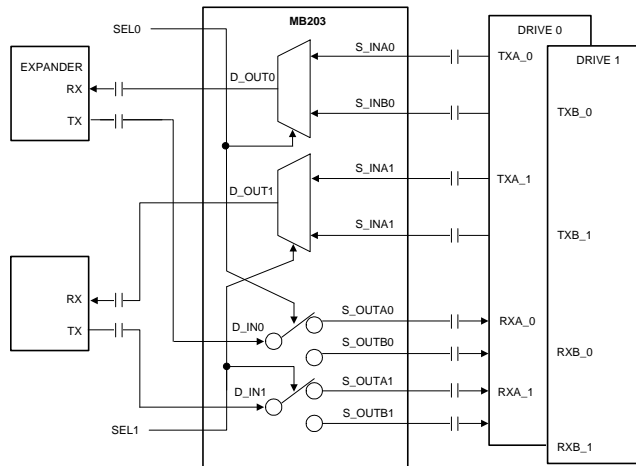 SEL0
MB203
DRIVE 0
DRIVE 1
EXPANDER
RX
TX
D_OUT0
S_INA0
TXA_0
S_INB0
TXB_0
D_OUT1
S_INA1
TXA_1
S_INA1
TXB_1
RX
TX
D_IN0
S_OUTA0
RXA_0
S_OUTB0
RXB_0
D_IN1
S_OUTA1
RXA_1
S_OUTB1
SEL1
RXB_1